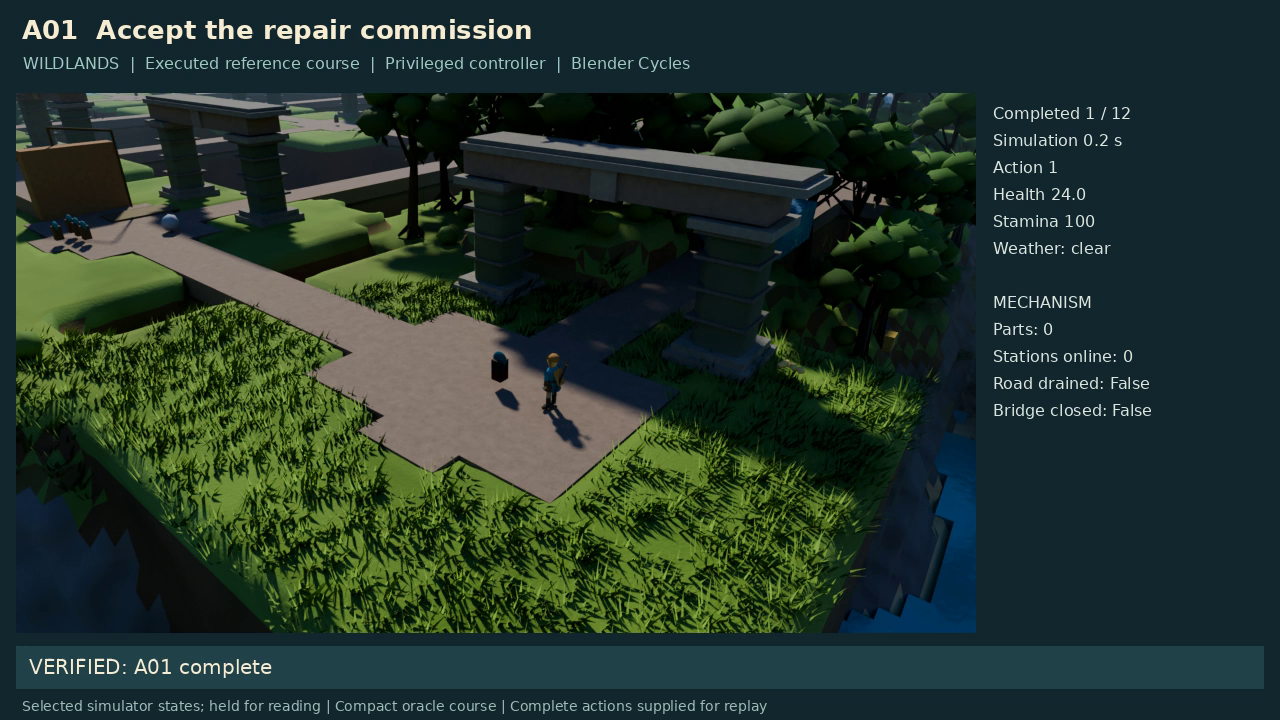 A01  Accept the repair commission
WILDLANDS  |  Executed reference course  |  Privileged controller  |  Blender Cycles
Completed 1 / 12
Simulation 0.2 s
Action 1
Health 24.0
Stamina 100
Weather: clear
MECHANISM
Parts: 0
Stations online: 0
Road drained: False
Bridge closed: False
VERIFIED: A01 complete
Selected simulator states; held for reading | Compact oracle course | Complete actions supplied for replay